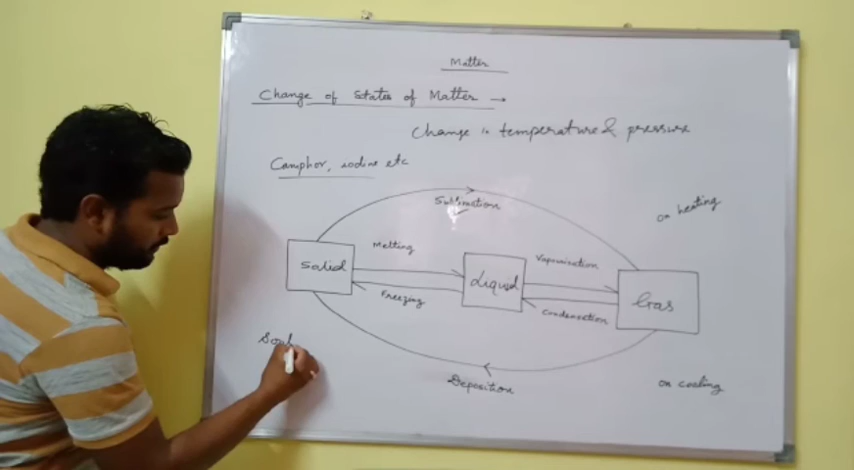 Matter
Change of States of Matter →
Change in temperature & pressure
Camphor, iodine etc
Sublimation
on heating
Melting
Vaporisation
Solid
Liquid
Gas
Freezing
Condensation
Deposition
on cooling